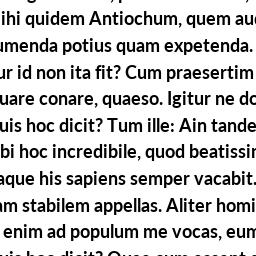 ihi quidem Antiochum, quem au
umenda potius quam expetenda.
ur id non ita fit? Cum praesertim
uare conare, quaeso. Igitur ne do
uis hoc dicit? Tum ille: Ain tande
bi hoc incredibile, quod beatissi
aque his sapiens semper vacabit.
am stabilem appellas. Aliter homi
enim ad populum me vocas, eum